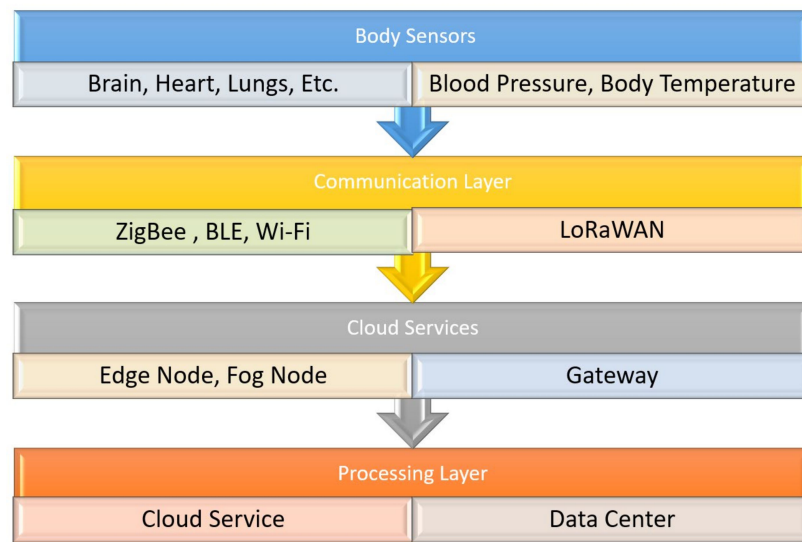 Body Sensors
Brain, Heart, Lungs, Etc.
Blood Pressure, Body Temperature
Communication Layer
ZigBee , BLE, Wi-Fi
LoRaWAN
Cloud Services
Edge Node, Fog Node
Gateway
Processing Layer
Cloud Service
Data Center